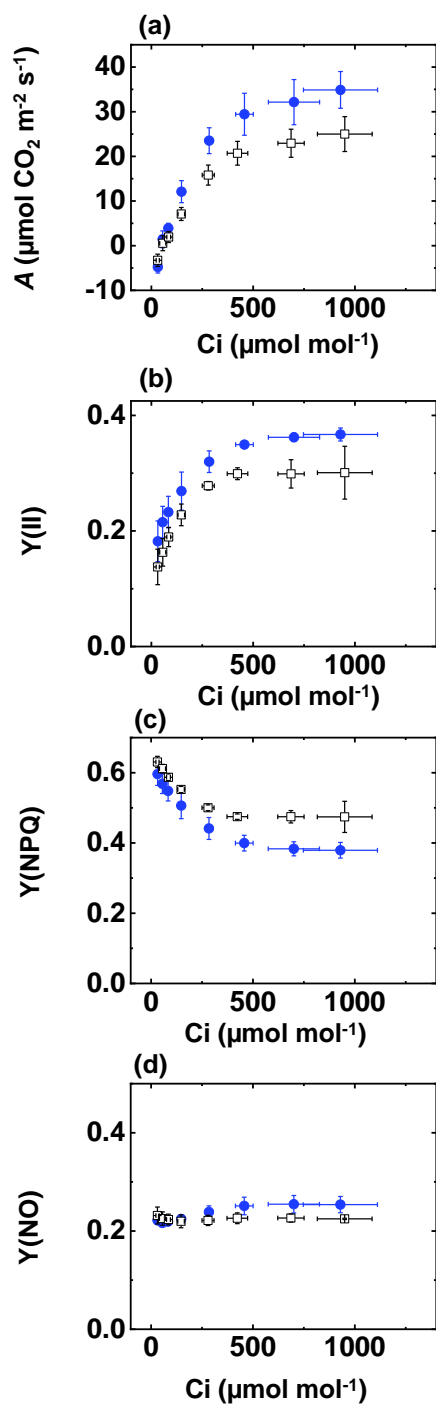 (a)
A (µmol CO₂ m⁻² s⁻¹)
40
30
20
10
0
-10
0 500 1000
Ci (µmol mol⁻¹)
(b)
Y(II)
0.4
0.2
0.0
0 500 1000
Ci (µmol mol⁻¹)
(c)
Y(NPQ)
0.6
0.4
0.2
0.0
0 500 1000
Ci (µmol mol⁻¹)
(d)
Y(NO)
0.4
0.2
0.0
0 500 1000
Ci (µmol mol⁻¹)